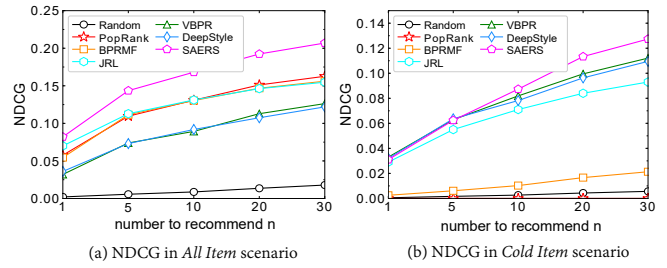 0.25
0.20
0.15
0.10
0.05
0.00
NDCG
Random
PopRank
BPRMF
JRL
VBPR
DeepStyle
SAERS
1 5 10 20 30
number to recommend n
(a) NDCG in All Item scenario
0.14
0.12
0.10
0.08
0.06
0.04
0.02
0.00
NDCG
Random
PopRank
BPRMF
JRL
VBPR
DeepStyle
SAERS
1 5 10 20 30
number to recommend n
(b) NDCG in Cold Item scenario